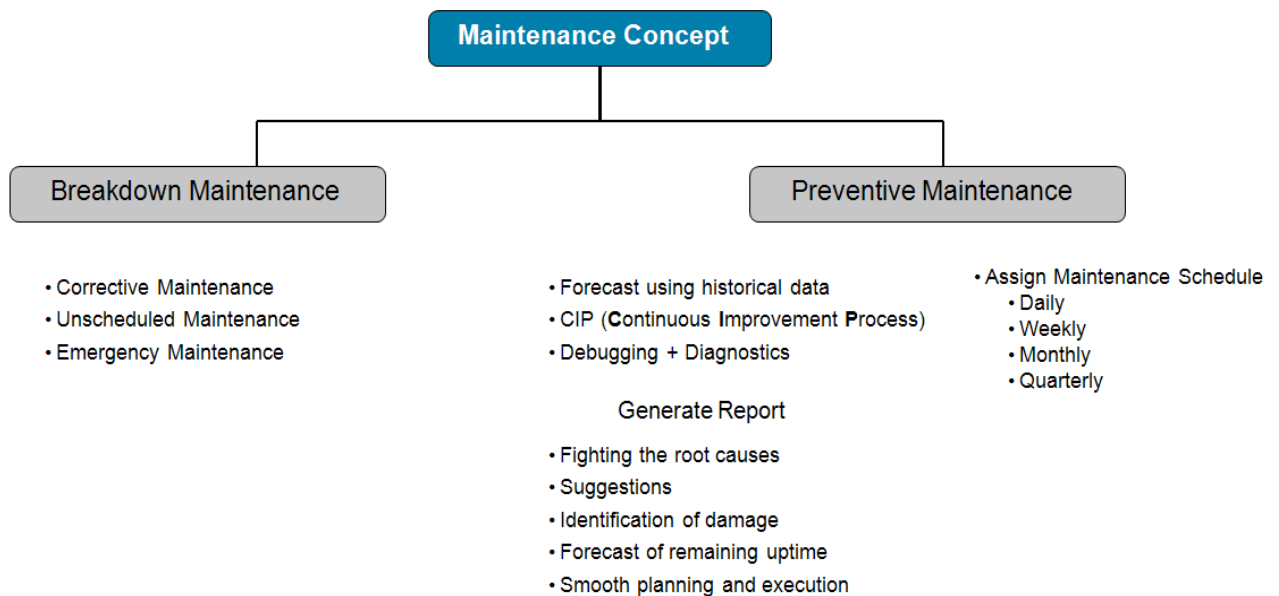 Maintenance Concept
Breakdown Maintenance
Preventive Maintenance
• Corrective Maintenance
• Unscheduled Maintenance
• Emergency Maintenance
• Forecast using historical data
• CIP (Continuous Improvement Process)
• Debugging + Diagnostics
Generate Report
• Fighting the root causes
• Suggestions
• Identification of damage
• Forecast of remaining uptime
• Smooth planning and execution
• Assign Maintenance Schedule
• Daily
• Weekly
• Monthly
• Quarterly